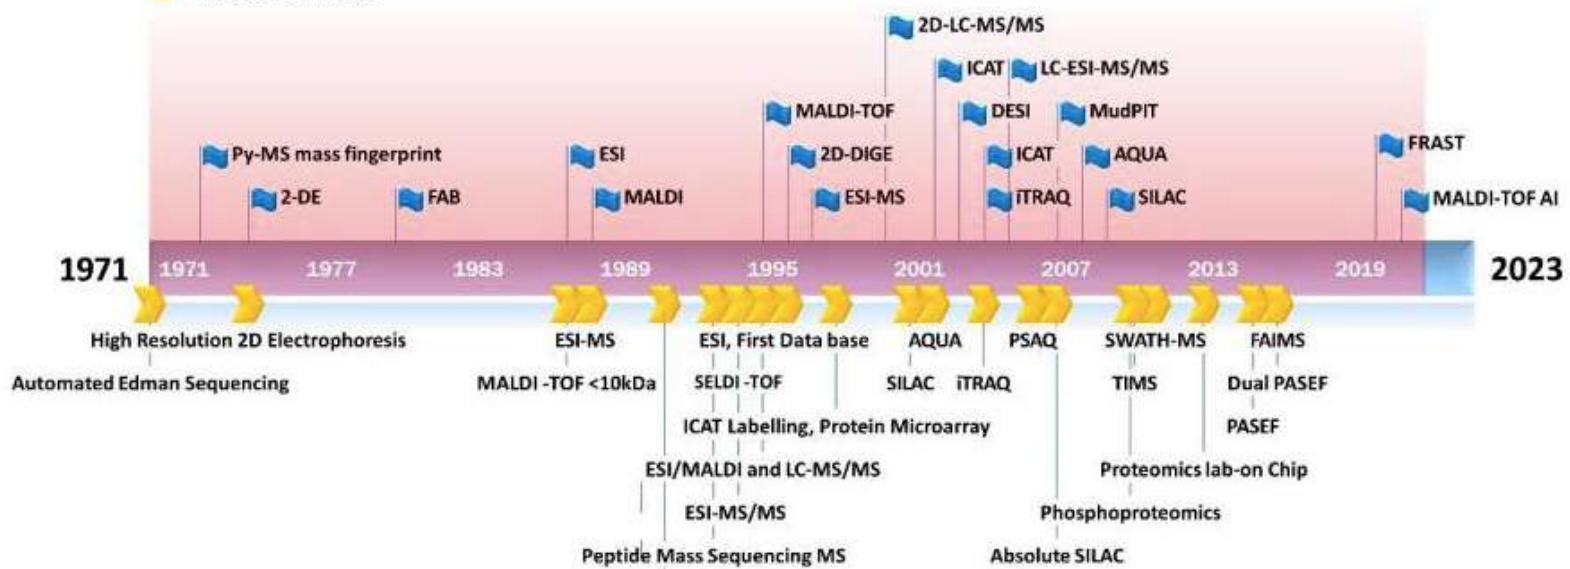 2D-LC-MS/MS
ICAT LC-ESI-MS/MS
MALDI-TOF DESI MudPIT
Py-MS mass fingerprint ESI 2D-DIGE ICAT AQUA FRAST
2-DE FAB MALDI ESI-MS iTRAQ SILAC MALDI-TOF AI
1971 1971 1977 1983 1989 1995 2001 2007 2013 2019 2023
High Resolution 2D Electrophoresis ESI-MS ESI, First Data base AQUA PSAQ SWATH-MS FAIMS
Automated Edman Sequencing MALDI -TOF <10kDa SELDI -TOF SILAC iTRAQ TIMS Dual PASEF
ICAT Labelling, Protein Microarray PASEF
ESI/MALDI and LC-MS/MS Proteomics lab-on Chip
ESI-MS/MS Phosphoproteomics
Peptide Mass Sequencing MS Absolute SILAC